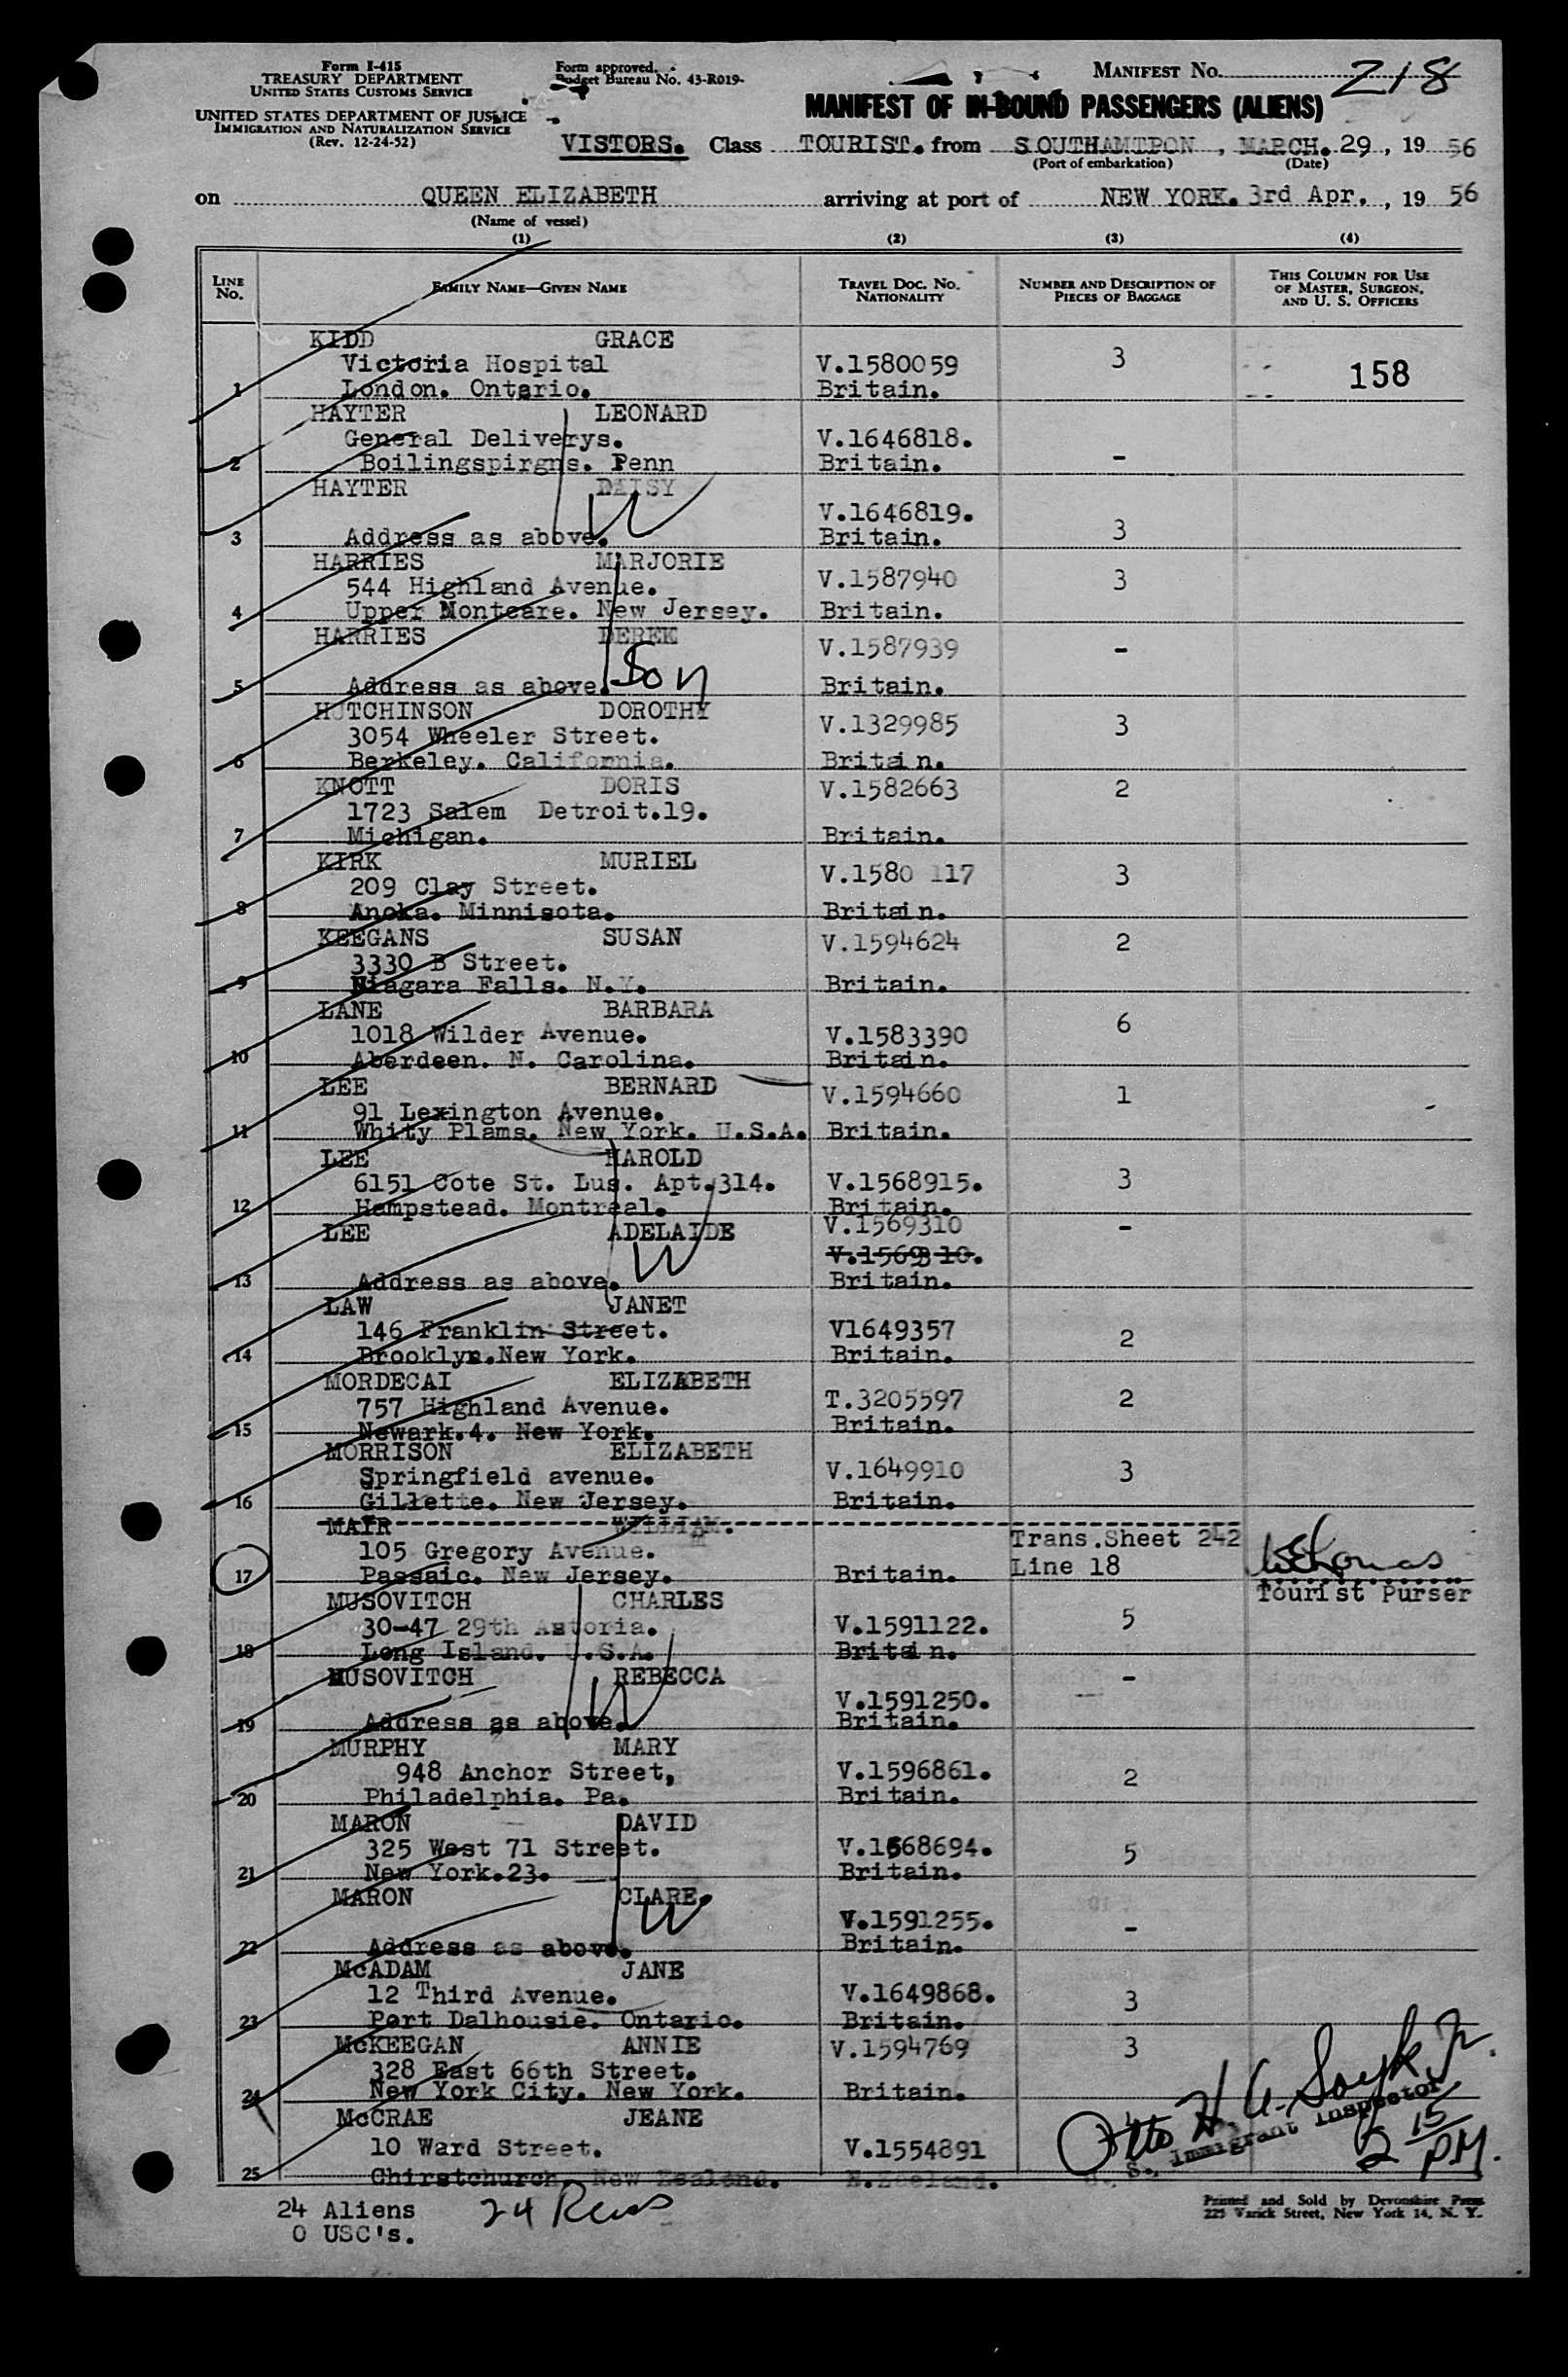 Form I-415
TREASURY DEPARTMENT
UNITED STATES CUSTOMS SERVICE
UNITED STATES DEPARTMENT OF JUSTICE
IMMIGRATION AND NATURALIZATION SERVICE
(Rev. 12-24-52)
Form approved.
Budget Bureau No. 43-R019-
MANIFEST No. 218
MANIFEST OF IN-BOUND PASSENGERS (ALIENS)
VISTORS. Class TOURIST. from SOUTHAMTPON , MARCH. 29 , 19 56
(Port of embarkation) (Date)
on QUEEN ELIZABETH arriving at port of NEW YORK. 3rd Apr. , 19 56
(Name of vessel)
(1) (2) (3) (4)
LINE No. FAMILY NAME—GIVEN NAME TRAVEL DOC. NO. NATIONALITY NUMBER AND DESCRIPTION OF PIECES OF BAGGAGE THIS COLUMN FOR USE OF MASTER, SURGEON, AND U. S. OFFICERS
KIDD GRACE
Victoria Hospital V.1580059 3 158
1 London. Ontario. Britain.
HAYTER LEONARD
General Deliverys. V.1646818.
2 Boilingspirgns. Penn Britain. -
HAYTER DAISY
W V.1646819.
3 Address as above. Britain. 3
HARRIES MARJORIE
544 Highland Avenue. V.1587940 3
4 Upper Montcare. New Jersey. Britain.
HARRIES DEREK
Son V.1587939 -
5 Address as above. Britain.
HUTCHINSON DOROTHY
3054 Wheeler Street. V.1329985 3
6 Berkeley. California. Britain.
KNOTT DORIS V.1582663 2
1723 Salem Detroit.19.
7 Michigan. Britain.
KIRK MURIEL
209 Clay Street. V.1580 117 3
8 Anoka. Minnisota. Britain.
KEEGANS SUSAN V.1594624 2
3330 B Street.
9 Niagara Falls. N.Y. Britain.
LANE BARBARA 6
1018 Wilder Avenue. V.1583390
10 Aberdeen. N. Carolina. Britain.
LEE BERNARD V.1594660 1
91 Lexington Avenue.
11 Whity Plams. New York. U.S.A. Britain.
LEE HAROLD
6151 Cote St. Lus. Apt.314. V.1568915. 3
12 Hampstead. Montreal. Britain.
LEE ADELAIDE V.1569310 -
W V.1569310.
13 Address as above. Britain.
LAW JANET
146 Franklin Street. V1649357 2
14 Brooklyn.New York. Britain.
MORDECAI ELIZABETH
757 Highland Avenue. T.3205597 2
15 Newark.4. New York. Britain.
MORRISON ELIZABETH
Springfield avenue. V.1649910 3
16 Gillette. New Jersey. Britain.
MAIR WILLIAM.
105 Gregory Avenue. Trans.Sheet 242
17 Passaic. New Jersey. Britain. Line 18
Tourist Purser
MUSOVITCH CHARLES
30-47 29th Astoria. V.1591122. 5
18 Long Island. U.S.A. Britain.
MUSOVITCH REBECCA -
W V.1591250.
19 Address as above. Britain.
MURPHY MARY
948 Anchor Street, V.1596861. 2
20 Philadelphia. Pa. Britain.
MARON DAVID
325 West 71 Street. V.1568694. 5
21 New York.23. Britain.
MARON CLARE.
W V.1591255. -
22 Address as above. Britain.
McADAM JANE
12 Third Avenue. V.1649868. 3
23 Port Dalhousie. Ontario. Britain.
McKEEGAN ANNIE V.1594769 3
328 East 66th Street.
24 New York City. New York. Britain.
McCRAE JEANE
10 Ward Street. V.1554891
25 Chirstchurch. New Zealand. N.Zealand.
Otto H. A.
U. S. Immigrant Inspector
2 15 PM.
24 Aliens
0 USC's.
24
Printed and Sold by Devonshire Press
225 Varick Street, New York 14, N. Y.